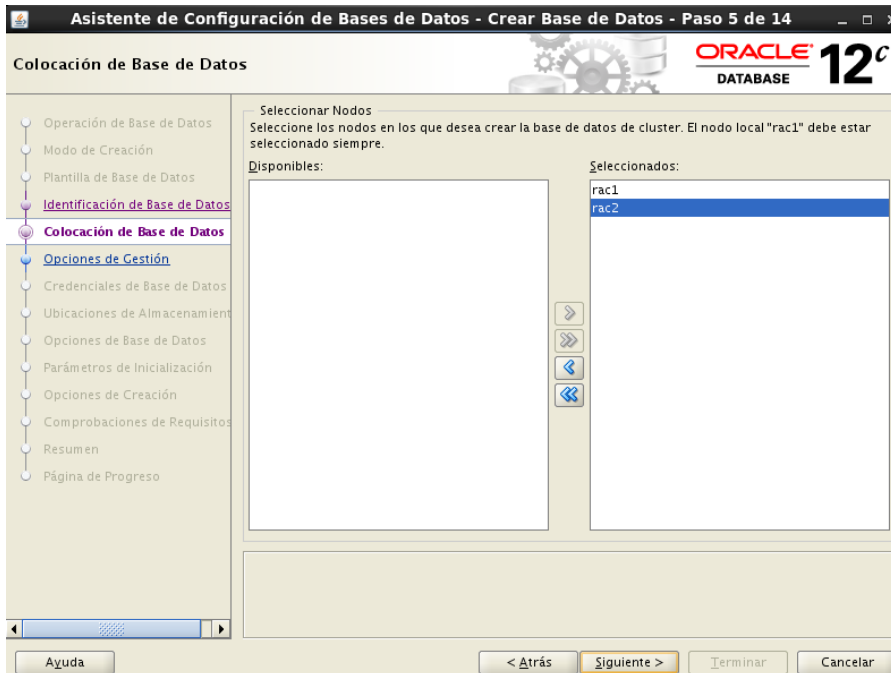 Asistente de Configuración de Bases de Datos - Crear Base de Datos - Paso 5 de 14
Colocación de Base de Datos
ORACLE
DATABASE
12c
Operación de Base de Datos
Modo de Creación
Plantilla de Base de Datos
Identificación de Base de Datos
Colocación de Base de Datos
Opciones de Gestión
Credenciales de Base de Datos
Ubicaciones de Almacenamient
Opciones de Base de Datos
Parámetros de Inicialización
Opciones de Creación
Comprobaciones de Requisitos
Resumen
Página de Progreso
Seleccionar Nodos
Seleccione los nodos en los que desea crear la base de datos de cluster. El nodo local "rac1" debe estar
seleccionado siempre.
Disponibles:
Seleccionados:
rac1
rac2
Ayuda
< Atrás
Siguiente >
Terminar
Cancelar